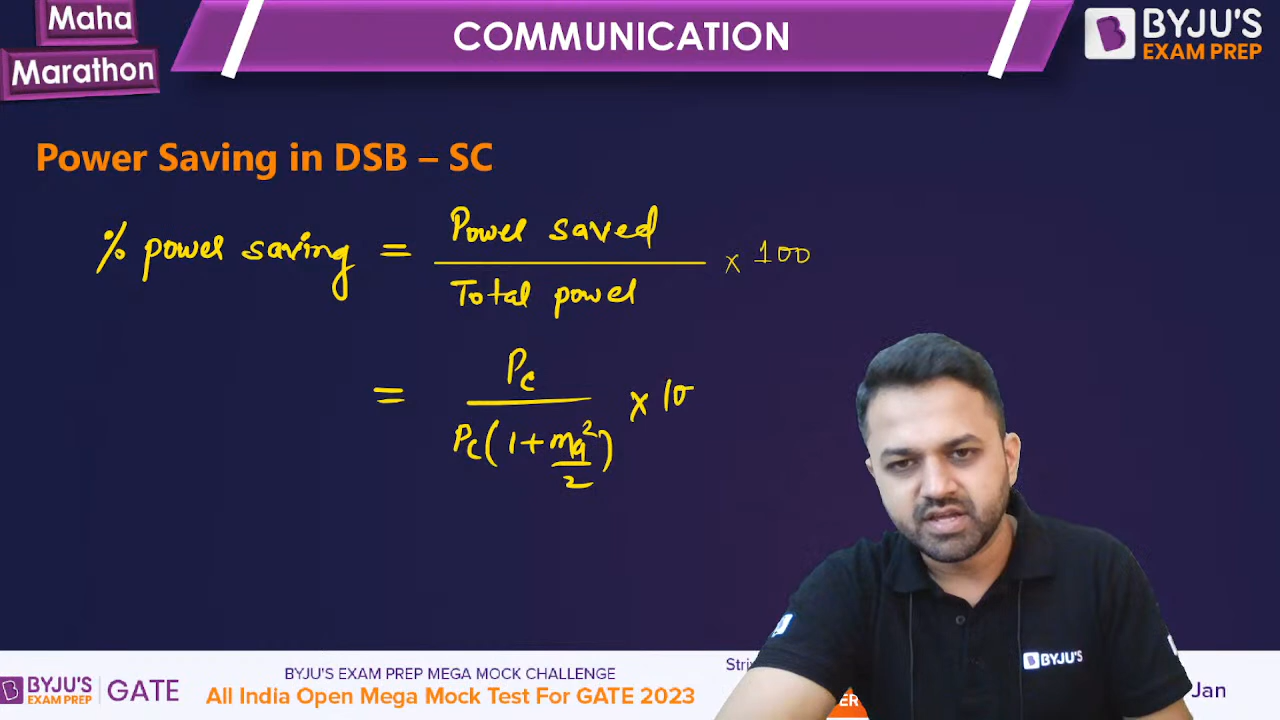 Maha
Marathon
COMMUNICATION
BYJU'S
EXAM PREP
Power Saving in DSB – SC
% power saving = Power saved / Total power × 100
= Pc / Pc(1 + ma²/2) × 10
BYJU'S
BYJU'S
EXAM PREP
GATE
BYJU'S EXAM PREP MEGA MOCK CHALLENGE
All India Open Mega Mock Test For GATE 2023
Jan